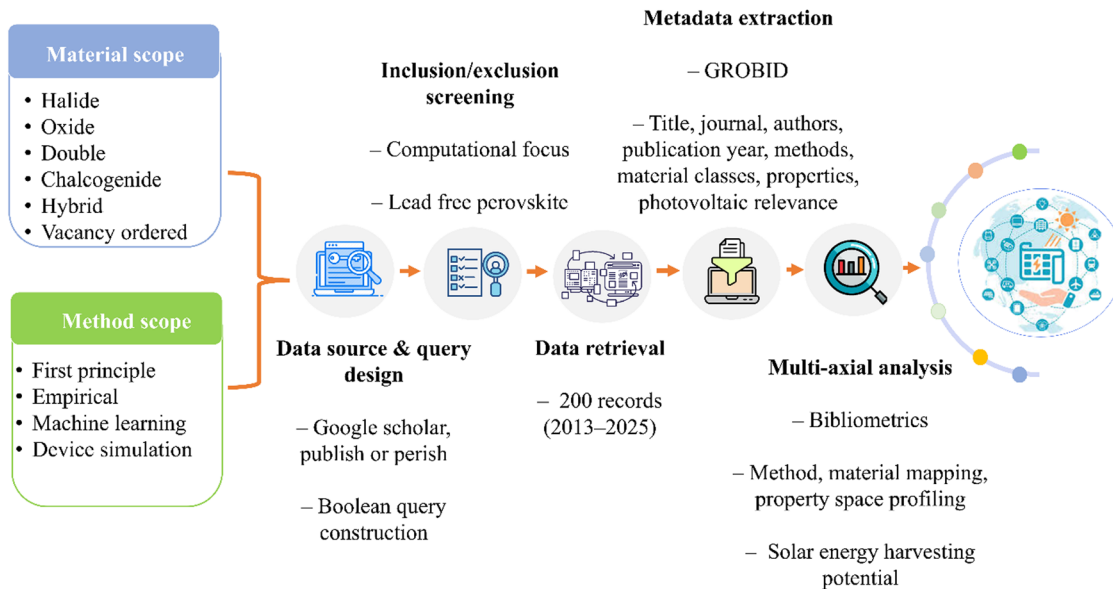 Material scope
• Halide
• Oxide
• Double
• Chalcogenide
• Hybrid
• Vacancy ordered
Method scope
• First principle
• Empirical
• Machine learning
• Device simulation
Data source & query
design
– Google scholar,
publish or perish
– Boolean query
construction
Inclusion/exclusion
screening
– Computational focus
– Lead free perovskite
Data retrieval
– 200 records
(2013–2025)
Metadata extraction
– GROBID
– Title, journal, authors,
publication year, methods,
material classes, properties,
photovoltaic relevance
Multi-axial analysis
– Bibliometrics
– Method, material mapping,
property space profiling
– Solar energy harvesting
potential